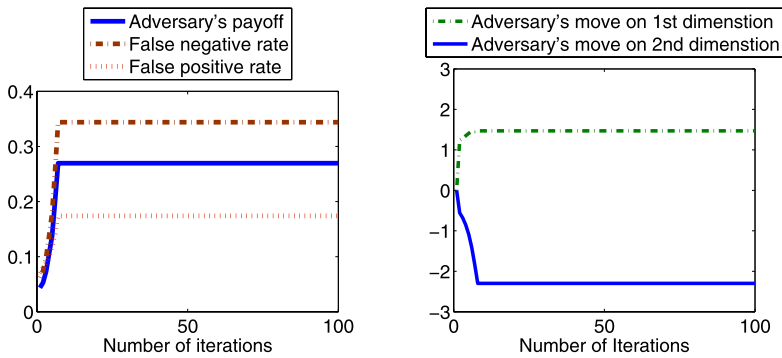 Adversary's payoff
False negative rate
False positive rate
0.4
0.3
0.2
0.1
0
0
50
100
Number of iterations
Adversary's move on 1st dimenstion
Adversary's move on 2nd dimenstion
3
2
1
0
−1
−2
−3
0
50
100
Number of Iterations